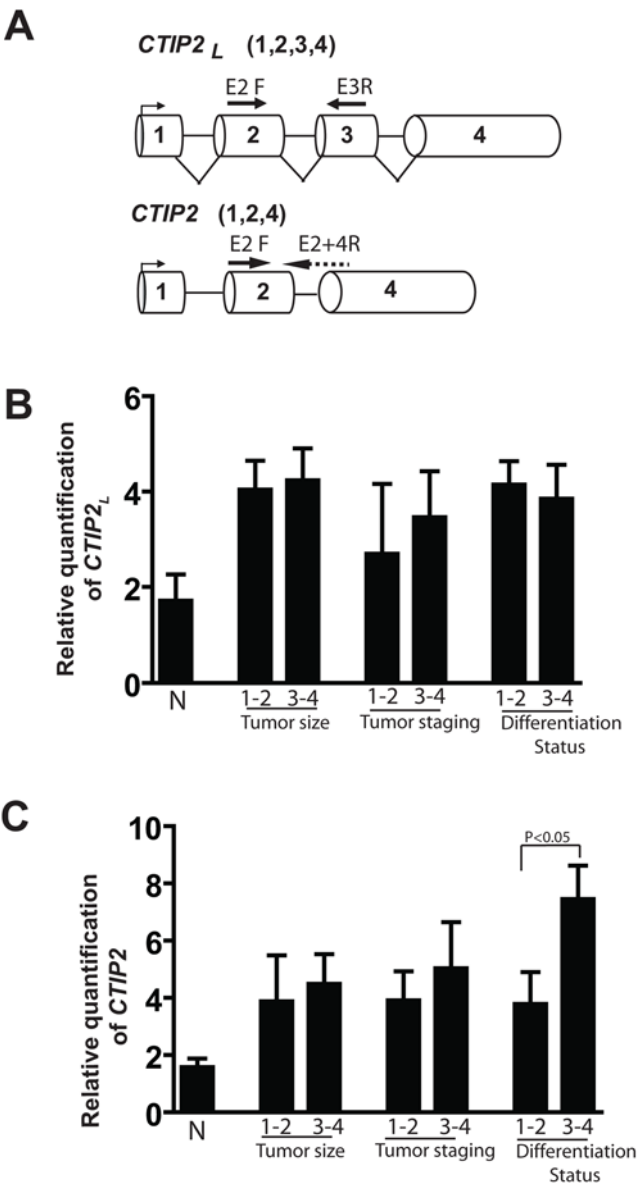 A
CTIP2 L (1,2,3,4)
E2 F E3R
1 2 3 4
CTIP2 (1,2,4)
E2 F E2+4R
1 2 4
B
Relative quantification
of CTIP2L
6
4
2
0
N 1-2 3-4 1-2 3-4 1-2 3-4
Tumor size Tumor staging Differentiation
Status
C
Relative quantification
of CTIP2
10
8
6
4
2
0
P<0.05
N 1-2 3-4 1-2 3-4 1-2 3-4
Tumor size Tumor staging Differentiation
Status